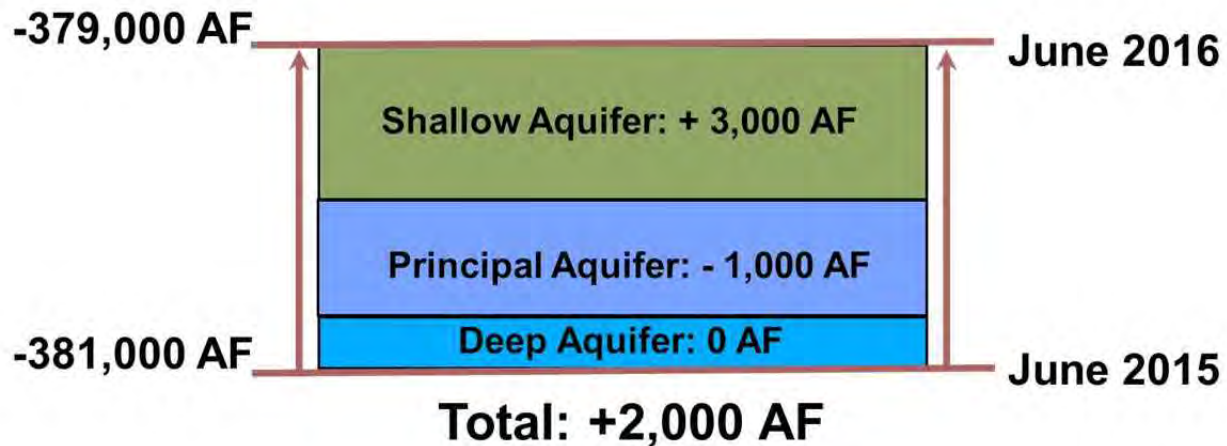 -379,000 AF
June 2016
Shallow Aquifer: + 3,000 AF
Principal Aquifer: - 1,000 AF
Deep Aquifer: 0 AF
-381,000 AF
June 2015
Total: +2,000 AF